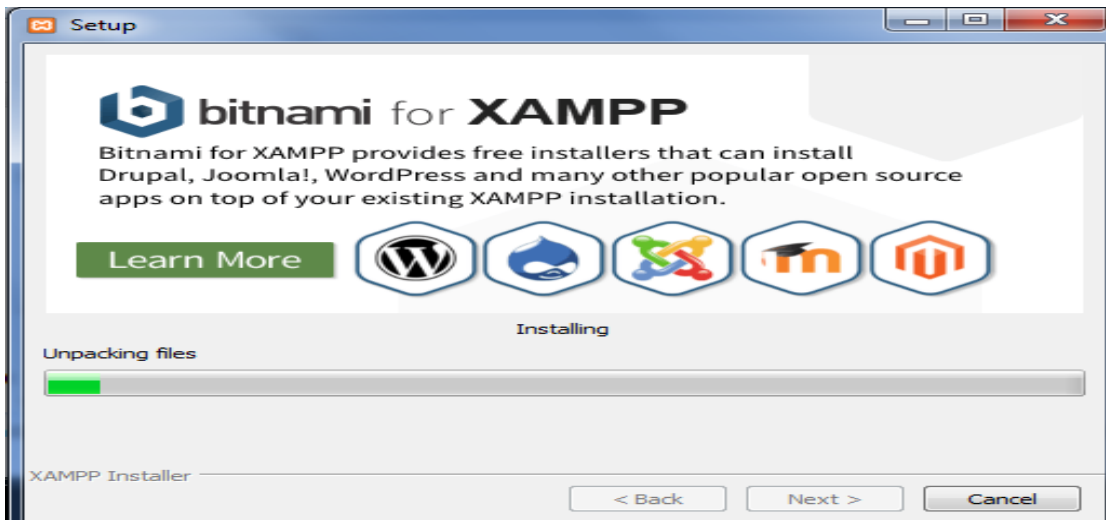 Setup
bitnami for XAMPP
Bitnami for XAMPP provides free installers that can install
Drupal, Joomla!, WordPress and many other popular open source
apps on top of your existing XAMPP installation.
Learn More
Installing
Unpacking files
XAMPP Installer
< Back Next > Cancel